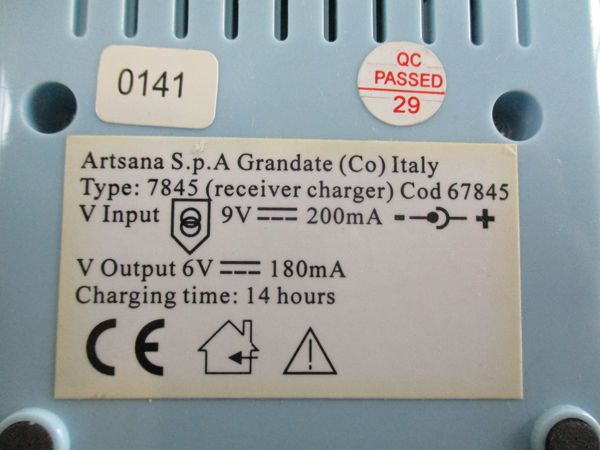 0141
QC
PASSED
29
Artsana S.p.A Grandate (Co) Italy
Type: 7845 (receiver charger) Cod 67845
V Input 9V 200mA - +
V Output 6V 180mA
Charging time: 14 hours
CE